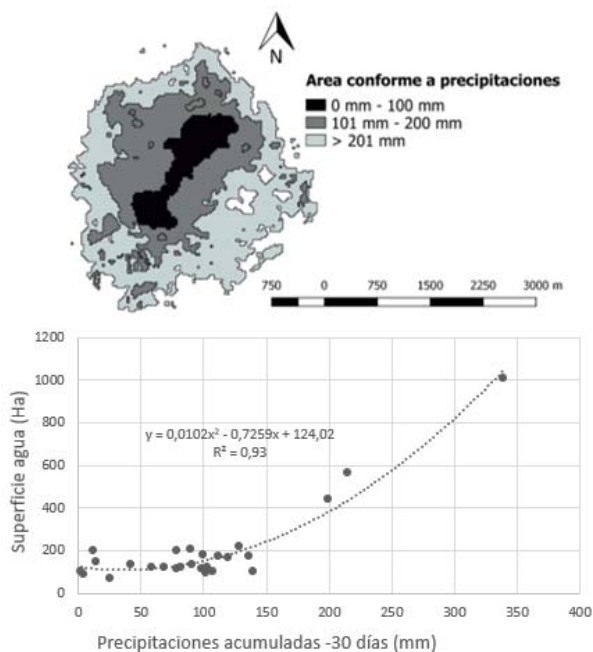 N
Area conforme a precipitaciones
0 mm - 100 mm
101 mm - 200 mm
> 201 mm
750 0 750 1500 2250 3000 m
1200
1000
800
600
400
200
0
Superficie agua (Ha)
y = 0,0102x² - 0,7259x + 124,02
R² = 0,93
0 50 100 150 200 250 300 350 400
Precipitaciones acumuladas -30 días (mm)